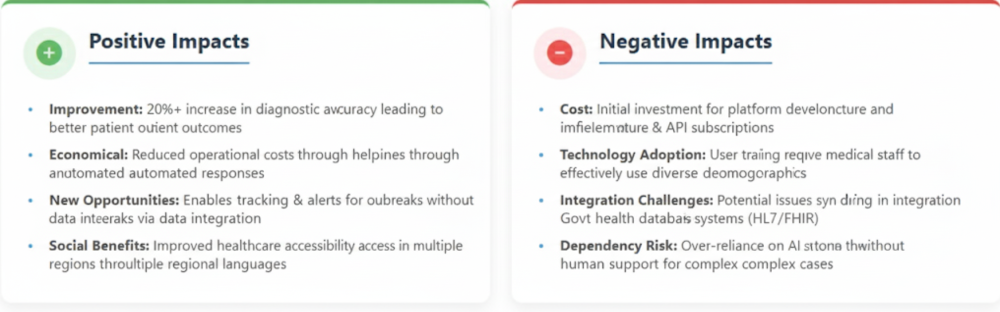 Positive Impacts
Improvement: 20%+ increase in diagnostic awcuracy leading to
better patient outient outcomes
Economical: Reduced operational costs through helpines through
anotomated automated responses
New Opportunities: Enables tracking & alerts for oubreaks without
data inteeraks via data integration
Social Benefits: Improved healthcare accessibility access in multiple
regions throultiple regional languages
Negative Impacts
Cost: Initial investment for platform develoncture and
& API subscriptions
Technology Adoption: User traiing reqive medical staff to
effectively use diverse deomogoraphics
Integration Challenges: Potential issues syn in integration
Govt health databais systems (HL7/FHIR)
Dependency Risk: Over-reliance on AI thwithout
human support for complex complex cases